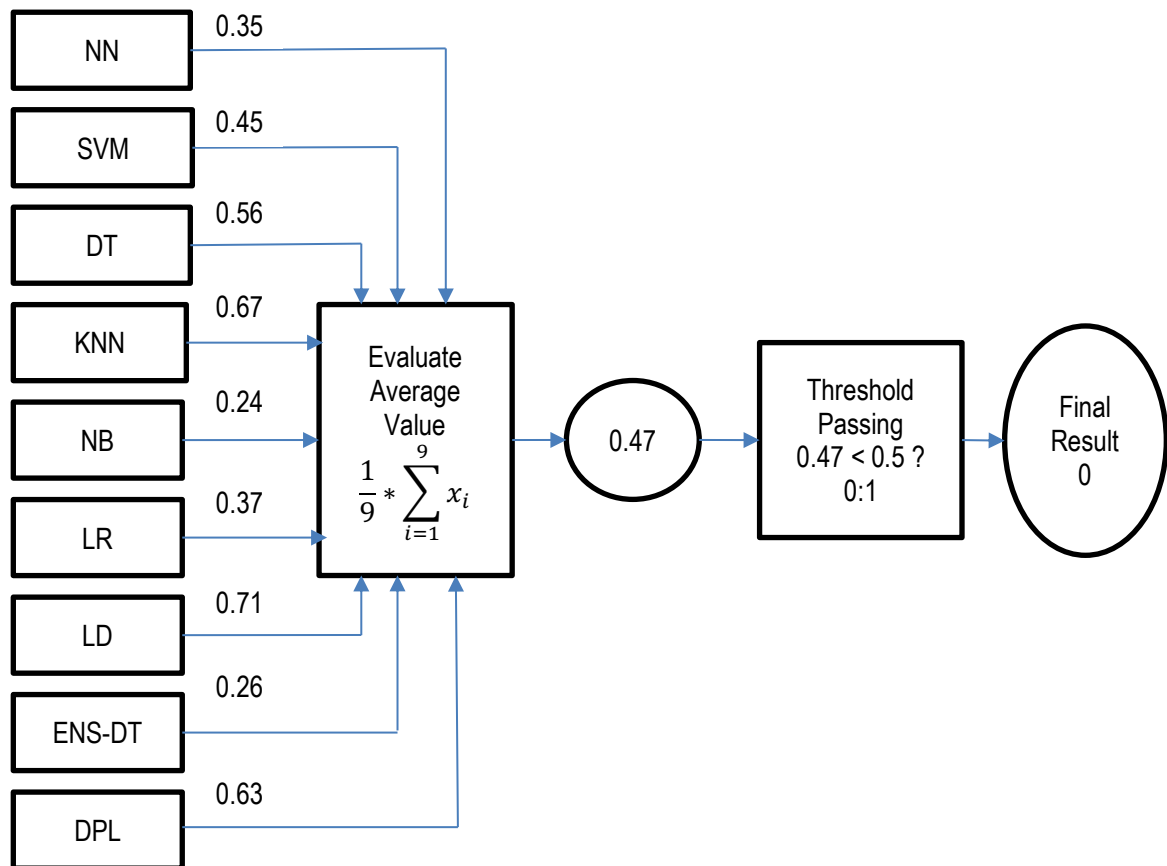 NN
0.35
SVM
0.45
DT
0.56
KNN
0.67
NB
0.24
LR
0.37
LD
0.71
ENS-DT
0.26
DPL
0.63
Evaluate
Average
Value
1/9 * ∑_{i=1}^{9} x_i
0.47
Threshold
Passing
0.47 < 0.5 ?
0:1
Final
Result
0